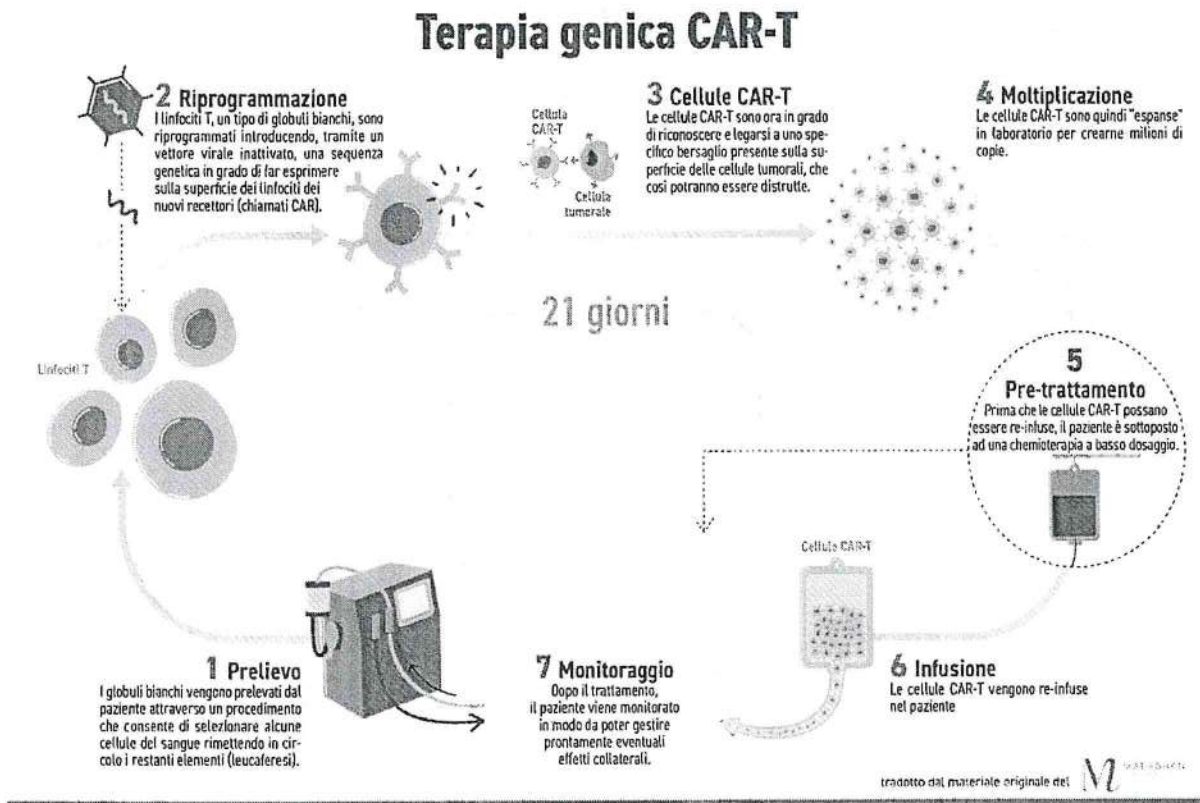 Terapia genica CAR-T
2 Riprogrammazione
I linfociti T, un tipo di globuli bianchi, sono
riprogrammati introducendo, tramite un
vettore virale inattivato, una sequenza
genetica in grado di far esprimere
sulla superficie dei linfociti dei
nuovi recettori (chiamati CAR).
Cellula
CAR-T
Cellula
tumorale
3 Cellule CAR-T
Le cellule CAR-T sono ora in grado
di riconoscere e legarsi a uno spe-
cifico bersaglio presente sulla su-
perficie delle cellule tumorali, che
così potranno essere distrutte.
4 Moltiplicazione
Le cellule CAR-T sono quindi "espanse"
in laboratorio per crearne milioni di
copie.
21 giorni
Linfociti T
5
Pre-trattamento
Prima che le cellule CAR-T possano
essere re-infuse, il paziente è sottoposto
ad una chemioterapia a basso dosaggio.
Cellule CAR-T
1 Prelievo
I globuli bianchi vengono prelevati dal
paziente attraverso un procedimento
che consente di selezionare alcune
cellule del sangue rimettendo in cir-
colo i restanti elementi (leucaferesi).
7 Monitoraggio
Dopo il trattamento,
il paziente viene monitorato
in modo da poter gestire
prontamente eventuali
effetti collaterali.
6 Infusione
Le cellule CAR-T vengono re-infuse
nel paziente
tradotto dal materiale originale del
M